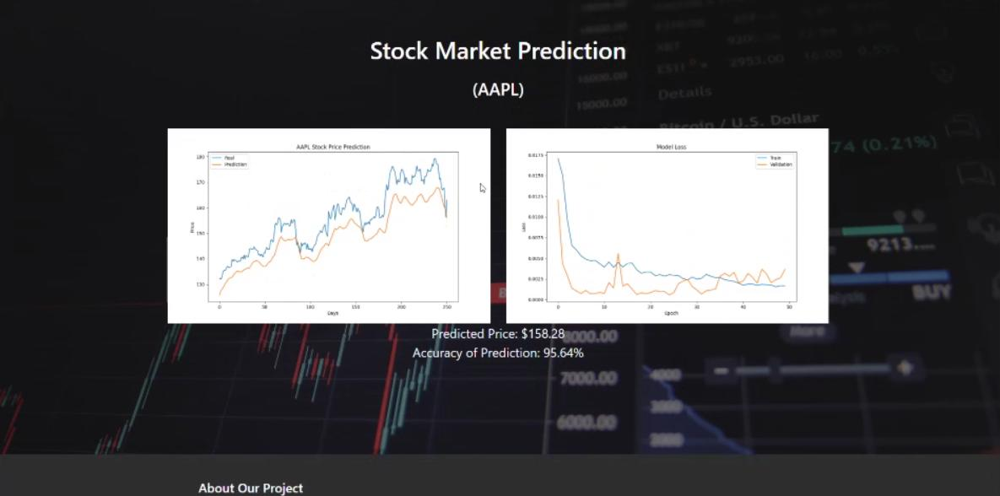 Stock Market Prediction
(AAPL)
AAPL Stock Price Prediction
Real
Prediction
180
170
160
150
140
130
Price
0
50
100
150
200
250
Days
Model Loss
Train
Validation
0.0175
0.0150
0.0125
0.0100
0.0075
0.0050
0.0025
0.0000
Loss
0
10
20
30
40
50
Epoch
Predicted Price: $158.28
Accuracy of Prediction: 95.64%
About Our Project
2953.00
16000.00
0.55%
Details
15000.00
Bitcoin / U.S. Dollar
74 (0.21%)
9213....
BUY
More
8000.00
7000.00
4000
3000
6000.00
2000